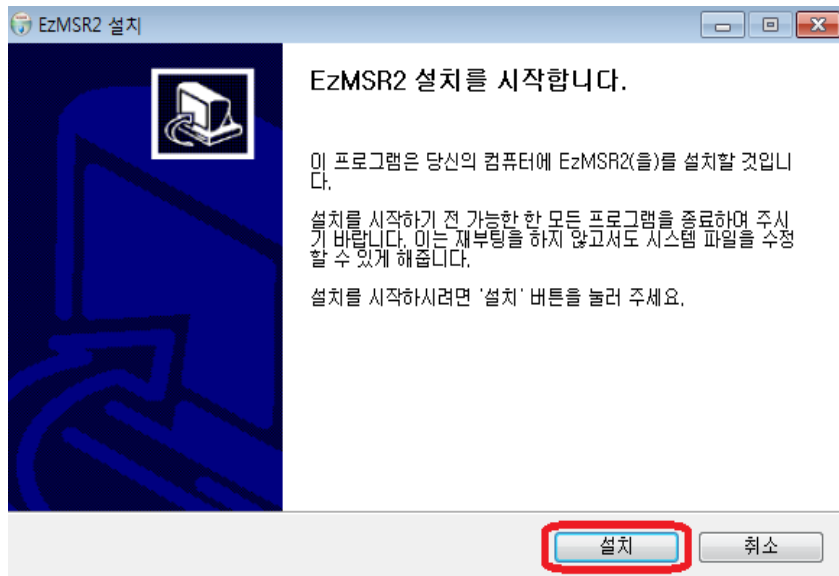 EzMSR2 설치
EzMSR2 설치를 시작합니다.
이 프로그램은 당신의 컴퓨터에 EzMSR2(을)를 설치할 것입니
다.
설치를 시작하기 전 가능한 한 모든 프로그램을 종료하여 주시
기 바랍니다. 이는 재부팅을 하지 않고서도 시스템 파일을 수정
할 수 있게 해줍니다.
설치를 시작하시려면 '설치' 버튼을 눌러 주세요.
설치
취소